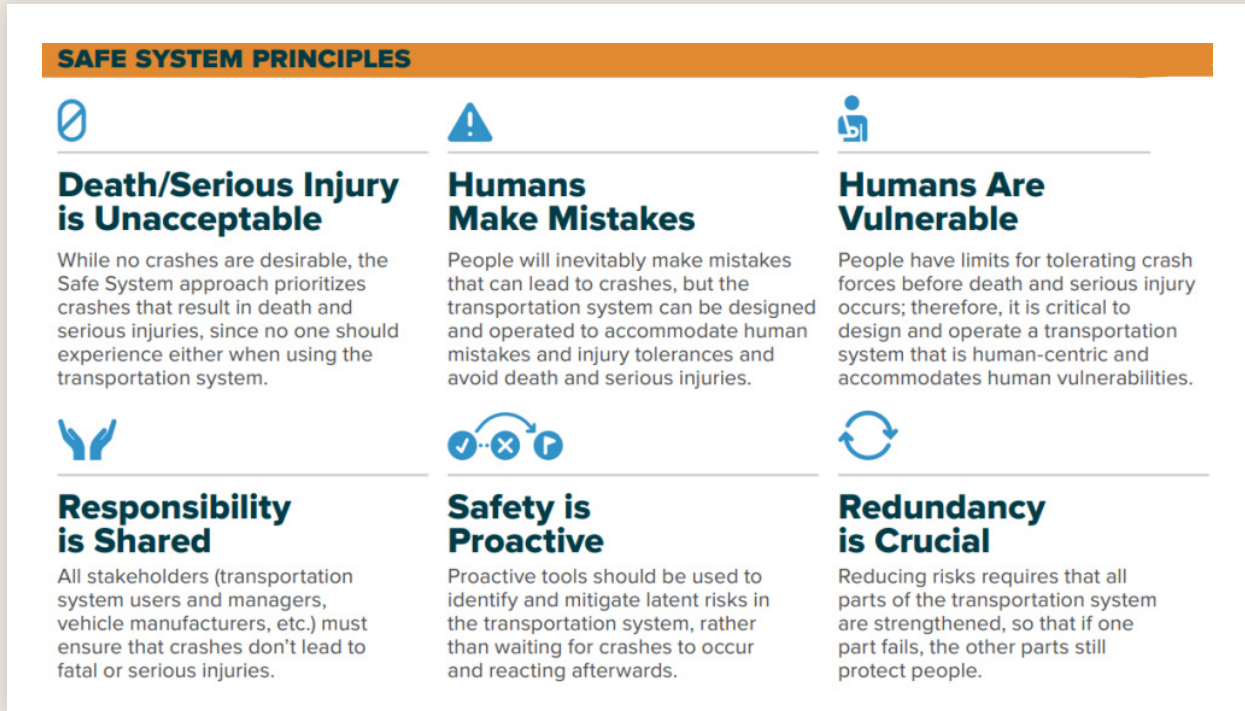 SAFE SYSTEM PRINCIPLES
Death/Serious Injury
is Unacceptable
While no crashes are desirable, the
Safe System approach prioritizes
crashes that result in death and
serious injuries, since no one should
experience either when using the
transportation system.
Humans
Make Mistakes
People will inevitably make mistakes
that can lead to crashes, but the
transportation system can be designed
and operated to accommodate human
mistakes and injury tolerances and
avoid death and serious injuries.
Humans Are
Vulnerable
People have limits for tolerating crash
forces before death and serious injury
occurs; therefore, it is critical to
design and operate a transportation
system that is human-centric and
accommodates human vulnerabilities.
Responsibility
is Shared
All stakeholders (transportation
system users and managers,
vehicle manufacturers, etc.) must
ensure that crashes don't lead to
fatal or serious injuries.
Safety is
Proactive
Proactive tools should be used to
identify and mitigate latent risks in
the transportation system, rather
than waiting for crashes to occur
and reacting afterwards.
Redundancy
is Crucial
Reducing risks requires that all
parts of the transportation system
are strengthened, so that if one
part fails, the other parts still
protect people.